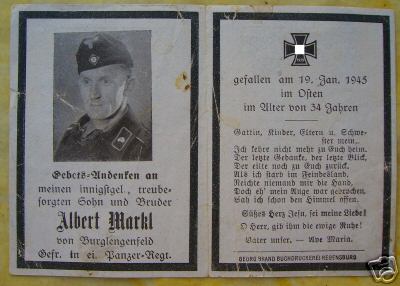 Gebets-Andenken an
meinen innigstgel., treube-
sorgten Sohn und Bruder
Albert Markl
von Burglengenfeld
Gefr. in ei. Panzer-Regt.
gefallen am 19. Jan. 1945
im Osten
im Alter von 34 Jahren
Gattin, Kinder, Eltern u. Schwe-
ster mein,
Ich kehre nicht mehr zu Euch heim.
Der letzte Gedanke, der letzte Blick,
Der eilte noch zu Euch zurück.
Als ich starb im Feindesland,
Reichte niemand mir die Hand,
Doch eh' mein Auge war gebrochen,
Sah ich schon den Himmel offen.
Süßes Herz Jesu, sei meine Liebe!
O Herr, gib ihm die ewige Ruhe!
Vater unser. - Ave Maria.
GEORG BRAND BUCHDRUCKEREI REGENSBURG